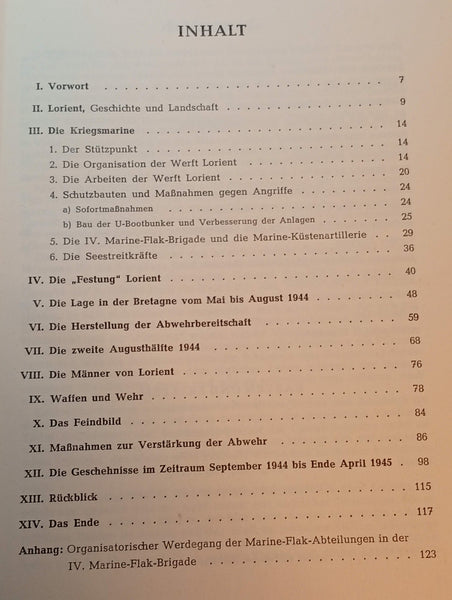 INHALT
I. Vorwort . . . . . . . . . . . . . . . . . . . . 7
II. Lorient, Geschichte und Landschaft . . . . . . . . . . . 9
III. Die Kriegsmarine . . . . . . . . . . . . . . . . . 14
1. Der Stützpunkt . . . . . . . . . . . . . . . . . 14
2. Die Organisation der Werft Lorient . . . . . . . . . . 14
3. Die Arbeiten der Werft Lorient . . . . . . . . . . . . 20
4. Schutzbauten und Maßnahmen gegen Angriffe . . . . . . . 24
a) Sofortmaßnahmen . . . . . . . . . . . . . . . . 24
b) Bau der U-Bootbunker und Verbesserung der Anlagen . . . . 25
5. Die IV. Marine-Flak-Brigade und die Marine-Küstenartillerie . . . 29
6. Die Seestreitkräfte . . . . . . . . . . . . . . . . 36
IV. Die „Festung" Lorient . . . . . . . . . . . . . . . 40
V. Die Lage in der Bretagne vom Mai bis August 1944 . . . . . . 48
VI. Die Herstellung der Abwehrbereitschaft . . . . . . . . . . 59
VII. Die zweite Augusthälfte 1944 . . . . . . . . . . . . . 68
VIII. Die Männer von Lorient . . . . . . . . . . . . . . . 76
IX. Waffen und Wehr . . . . . . . . . . . . . . . . . 78
X. Das Feindbild . . . . . . . . . . . . . . . . . . 84
XI. Maßnahmen zur Verstärkung der Abwehr . . . . . . . . . 86
XII. Die Geschehnisse im Zeitraum September 1944 bis Ende April 1945 . 98
XIII. Rückblick . . . . . . . . . . . . . . . . . . . 115
XIV. Das Ende . . . . . . . . . . . . . . . . . . . 117
Anhang: Organisatorischer Werdegang der Marine-Flak-Abteilungen in der
IV. Marine-Flak-Brigade . . . . . . . . . . . . . . 123